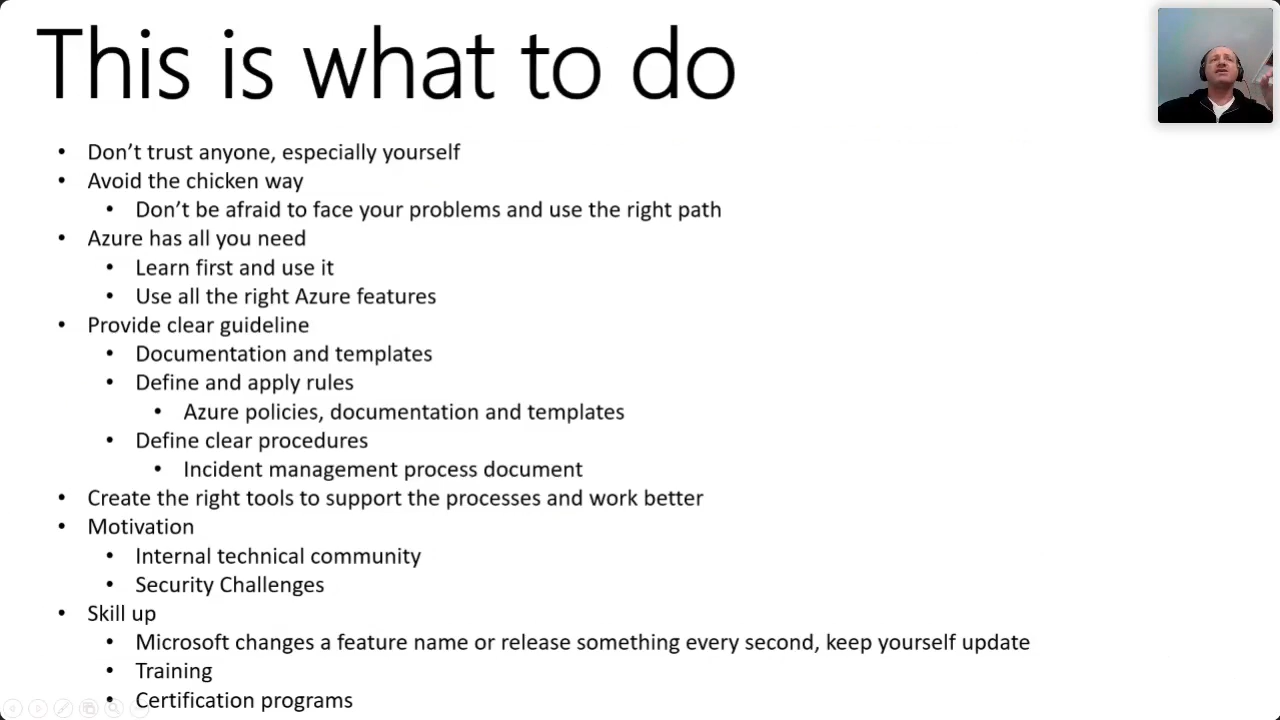 This is what to do
• Don’t trust anyone, especially yourself
• Avoid the chicken way
• Don’t be afraid to face your problems and use the right path
• Azure has all you need
• Learn first and use it
• Use all the right Azure features
• Provide clear guideline
• Documentation and templates
• Define and apply rules
• Azure policies, documentation and templates
• Define clear procedures
• Incident management process document
• Create the right tools to support the processes and work better
• Motivation
• Internal technical community
• Security Challenges
• Skill up
• Microsoft changes a feature name or release something every second, keep yourself update
• Training
• Certification programs